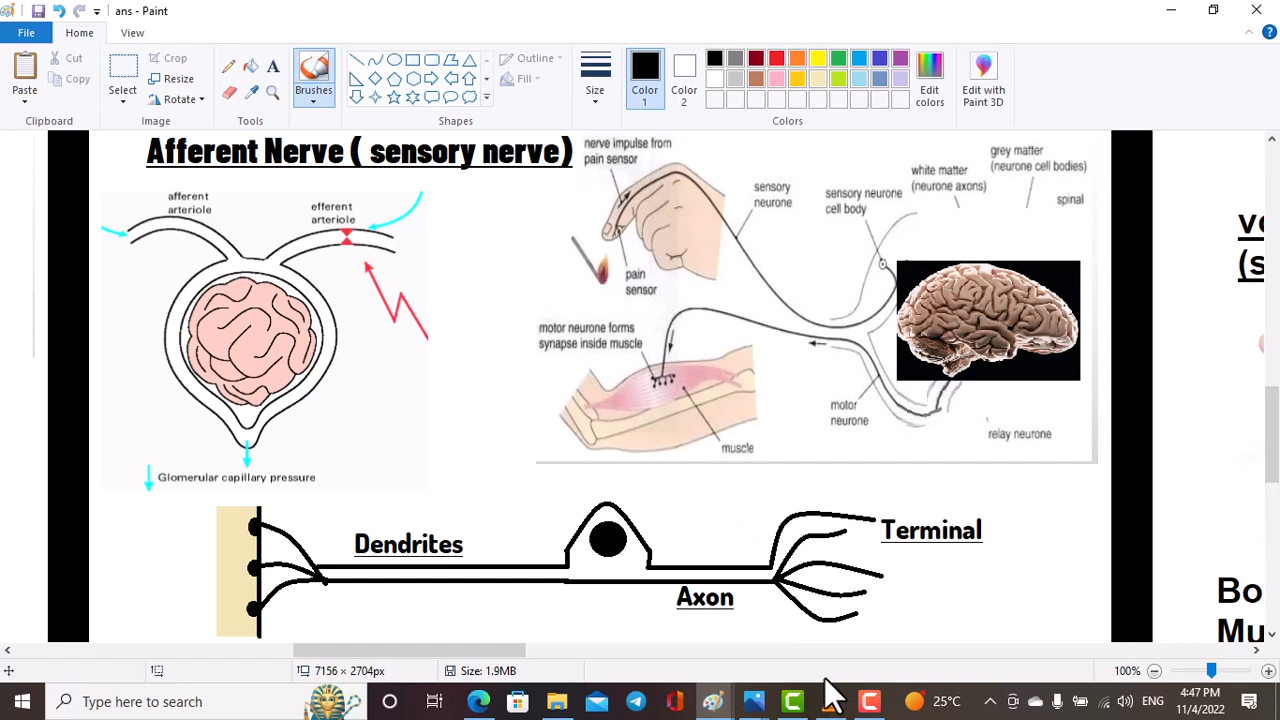 ans - Paint
File
Home
View
Paste
Cut
Copy
Clipboard
Select
Crop
Resize
Rotate
Image
Tools
Brushes
Shapes
Outline
Fill
Size
Color 1
Color 2
Edit colors
Edit with Paint 3D
Colors
Afferent Nerve ( sensory nerve)
afferent
arteriole
efferent
arteriole
Glomerular capillary pressure
nerve impulse from
pain sensor
sensory
neurone
sensory neurone
cell body
white matter
(neurone axons)
grey matter
(neurone cell bodies)
spinal
pain
sensor
motor neurone forms
synapse inside muscle
motor
neurone
relay neurone
muscle
Dendrites
Axon
Terminal
Bo
Mu
7156 × 2704px
Size: 1.9MB
100%
Type here to search
25°C
ENG
4:47 PM
11/4/2022